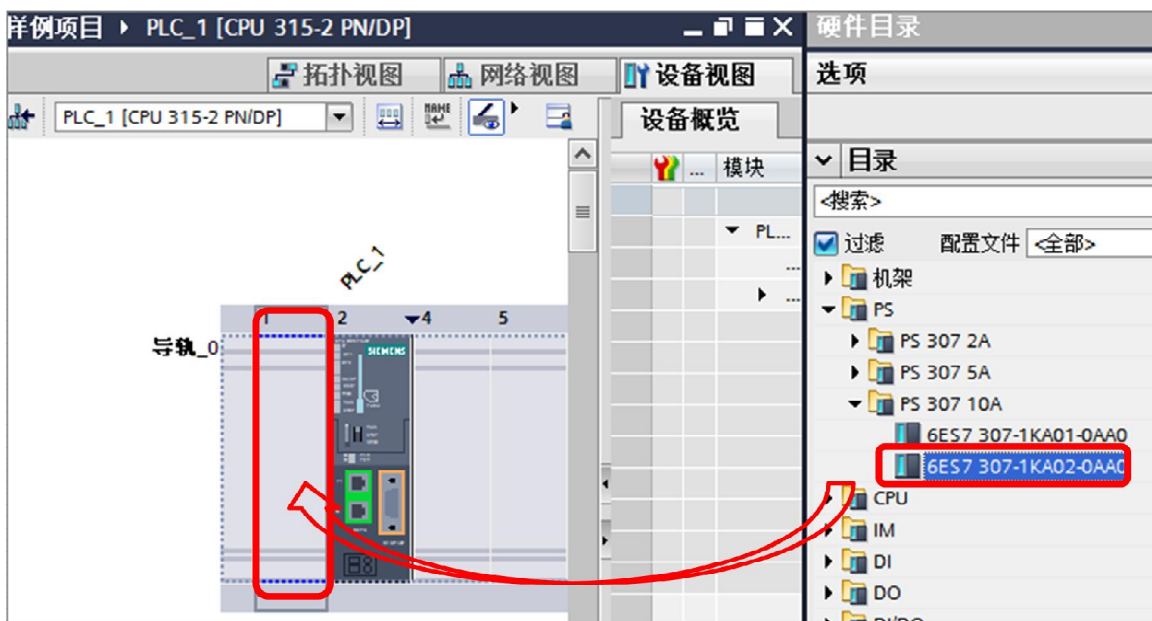 样例项目 PLC_1 [CPU 315-2 PN/DP]
硬件目录
拓扑视图 网络视图 设备视图
选项
PLC_1 [CPU 315-2 PN/DP]
设备概览
目录
... 模块
<搜索>
过滤 配置文件 <全部>
PL...
...
...
机架
PS
PS 307 2A
PS 307 5A
PS 307 10A
6ES7 307-1KA01-0AA0
6ES7 307-1KA02-0AA0
CPU
IM
DI
DO
DI/DO
PLC_1
1 2 4 5
导轨_0
SIEMENS